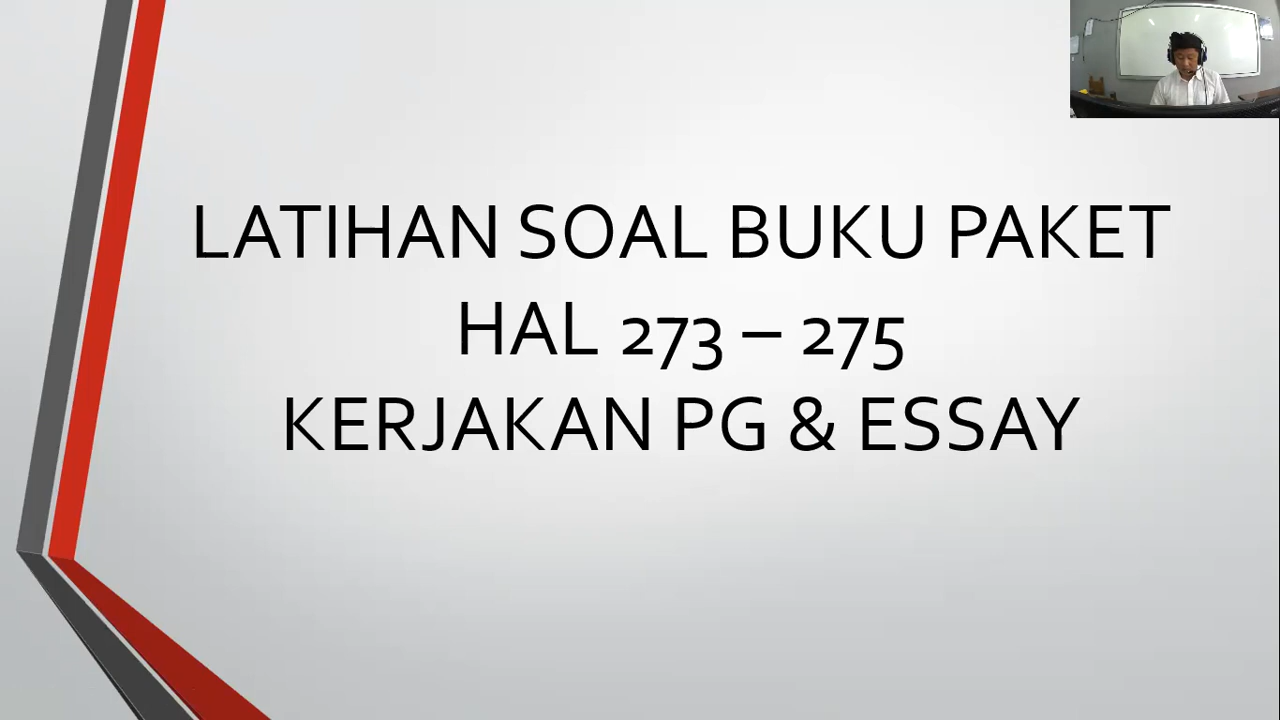 LATIHAN SOAL BUKU PAKET
HAL 273 – 275
KERJAKAN PG & ESSAY